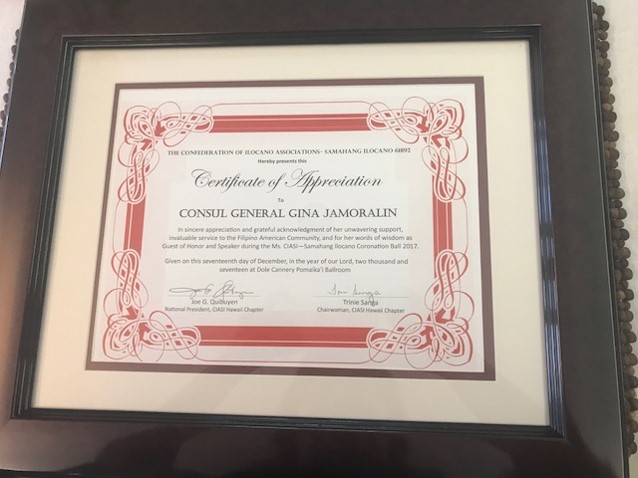 THE CONFEDERATION OF ILOCANO ASSOCIATIONS- SAMAHANG ILOCANO 61892
Hereby presents this
Certificate of Appreciation
To
CONSUL GENERAL GINA JAMORALIN
In sincere appreciation and grateful acknowledgment of her unwavering support,
invaluable service to the Filipino American Community, and for her words of wisdom as
Guest of Honor and Speaker during the Ms. CIASI—Samahang Ilocano Coronation Ball 2017.
Given on this seventeenth day of December, in the year of our Lord, two thousand and
seventeen at Dole Cannery Pomaika'i Ballroom
Joe G. Quibuyen Trinie Sanga
National President, CIASI Hawaii Chapter Chairwoman, CIASI Hawaii Chapter